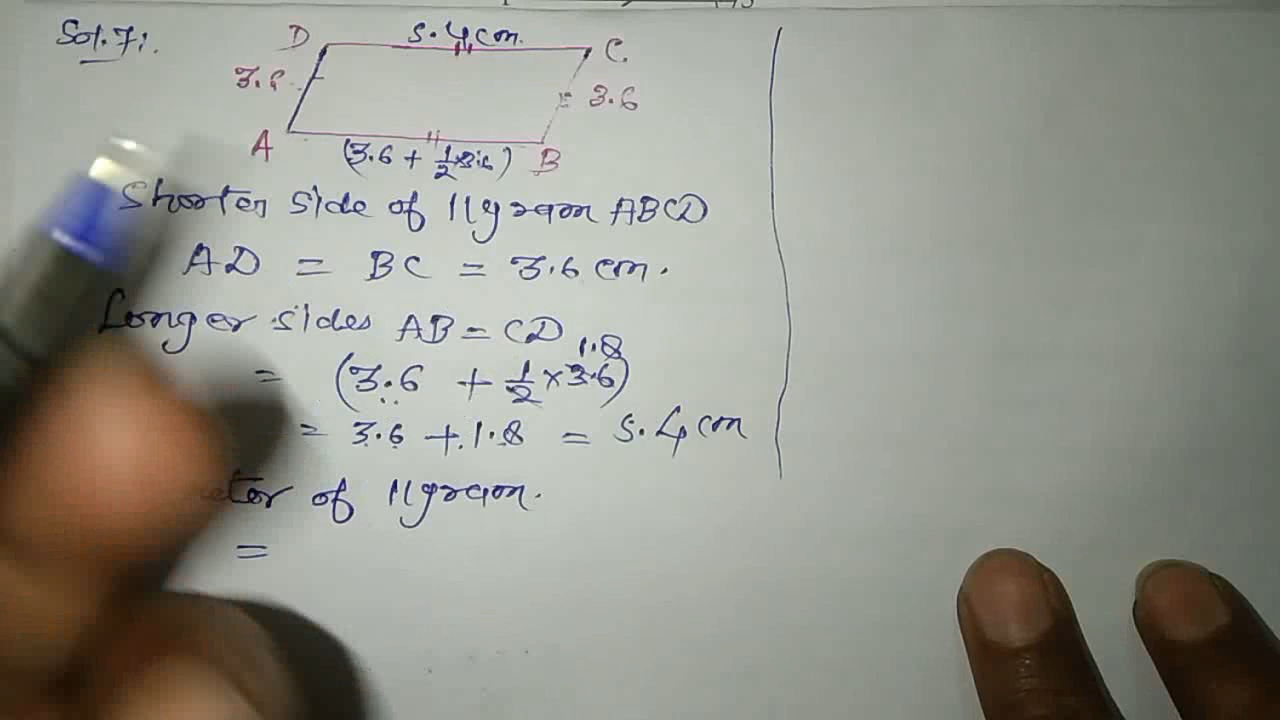 Sol.7:
D 5.4cm. C.
3.6 3.6
A (3.6 + 1/2 × 3.6) B
Shorter side of ||gram ABCD
AD = BC = 3.6 cm.
Longer sides AB = CD
1.8
= (3.6 + 1/2 × 3.6)
= 3.6 + 1.8 = 5.4 cm
of ||gram.
=